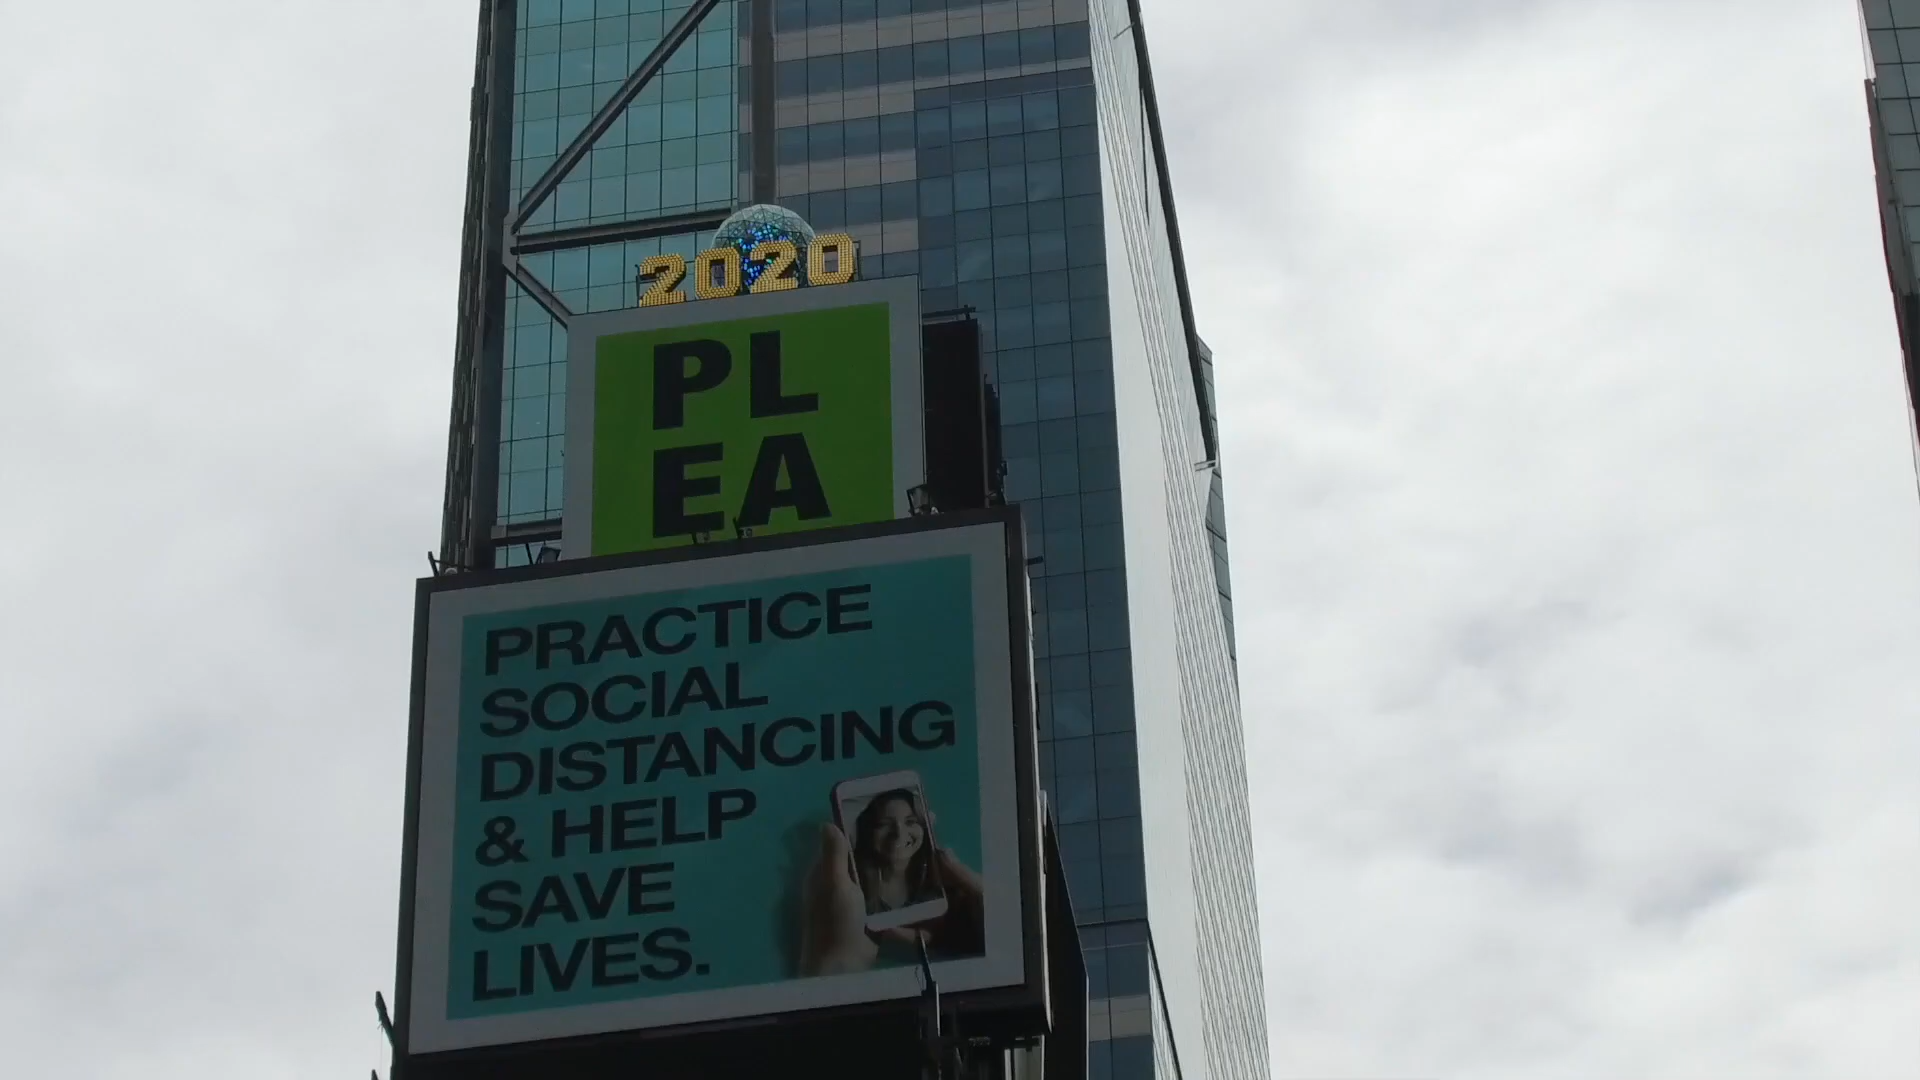 2020
PL
EA
PRACTICE
SOCIAL
DISTANCING
& HELP
SAVE
LIVES.